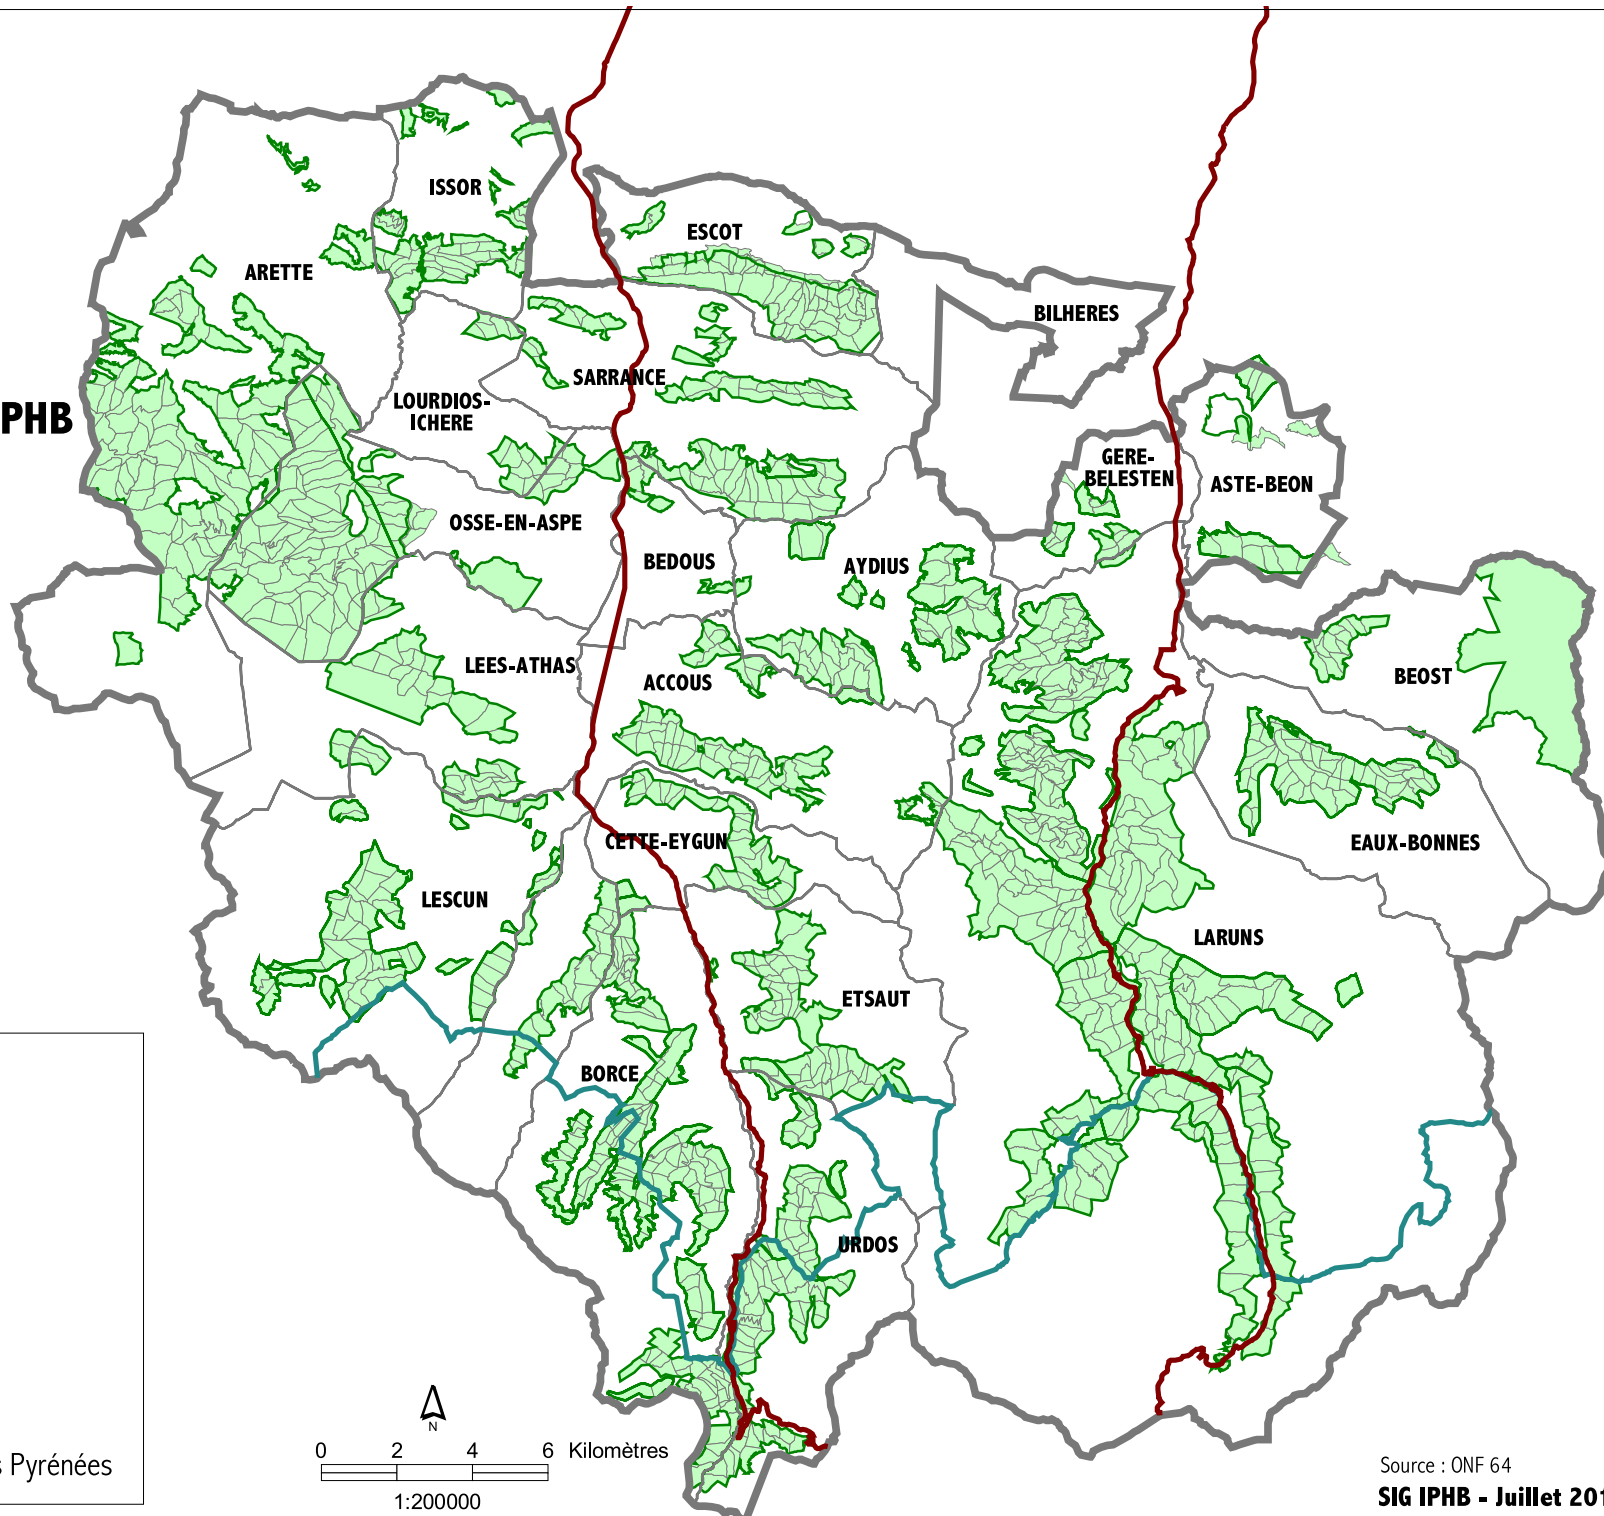 ISSOR
ESCOT
ARETTE
BILHERES
SARRANCE
LOURDIOS-
ICHERE
PHB
GERE-
BELESTEN
ASTE-BEON
OSSE-EN-ASPE
BEDOUS
AYDIUS
LEES-ATHAS
ACCOUS
BEOST
CETTE-EYGUN
EAUX-BONNES
LESCUN
LARUNS
ETSAUT
BORCE
URDOS
N
0 2 4 6 Kilomètres
1:200000
s Pyrénées
Source : ONF 64
SIG IPHB - Juillet 201